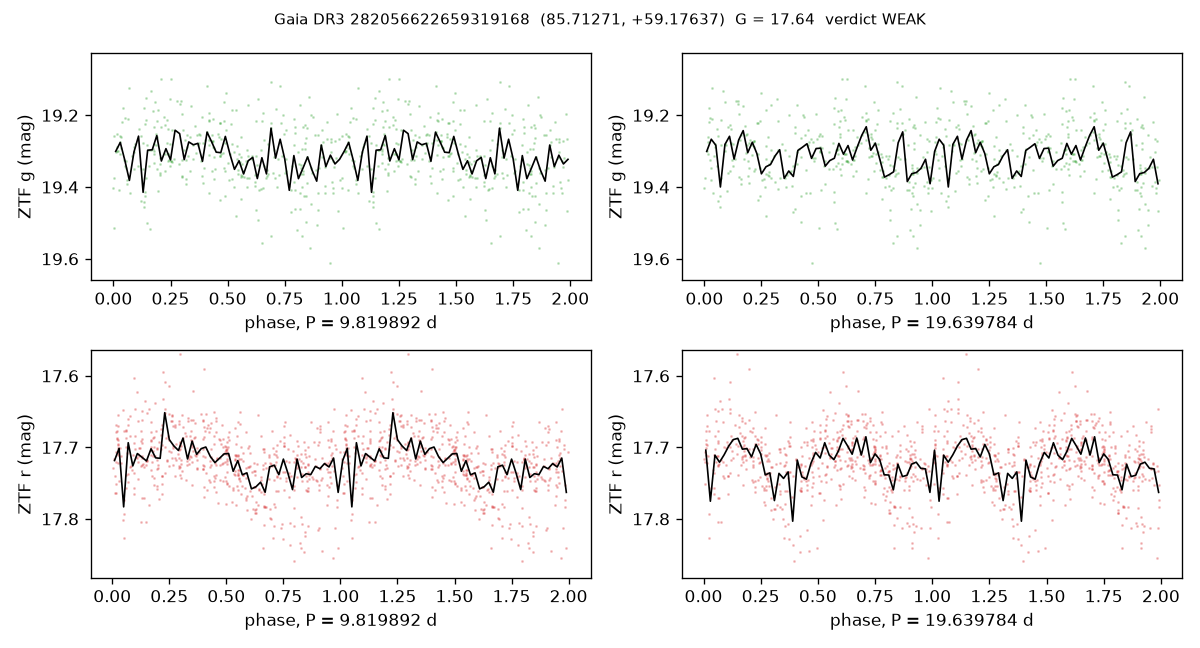 Gaia DR3 282056622659319168 (85.71271, +59.17637) G = 17.64 verdict WEAK
ZTF g (mag)
19.2
19.4
19.6
0.00 0.25 0.50 0.75 1.00 1.25 1.50 1.75 2.00
phase, P = 9.819892 d
ZTF g (mag)
19.2
19.4
19.6
0.00 0.25 0.50 0.75 1.00 1.25 1.50 1.75 2.00
phase, P = 19.639784 d
ZTF r (mag)
17.6
17.7
17.8
0.00 0.25 0.50 0.75 1.00 1.25 1.50 1.75 2.00
phase, P = 9.819892 d
ZTF r (mag)
17.6
17.7
17.8
0.00 0.25 0.50 0.75 1.00 1.25 1.50 1.75 2.00
phase, P = 19.639784 d